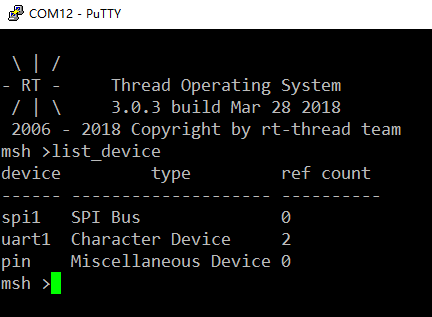 COM12 - PuTTY
 \ | /
- RT -     Thread Operating System
 / | \     3.0.3 build Mar 28 2018
 2006 - 2018 Copyright by rt-thread team
msh >list_device
device         type         ref count
------ -------------------- ----------
spi1   SPI Bus              0
uart1  Character Device     2
pin    Miscellaneous Device 0
msh >